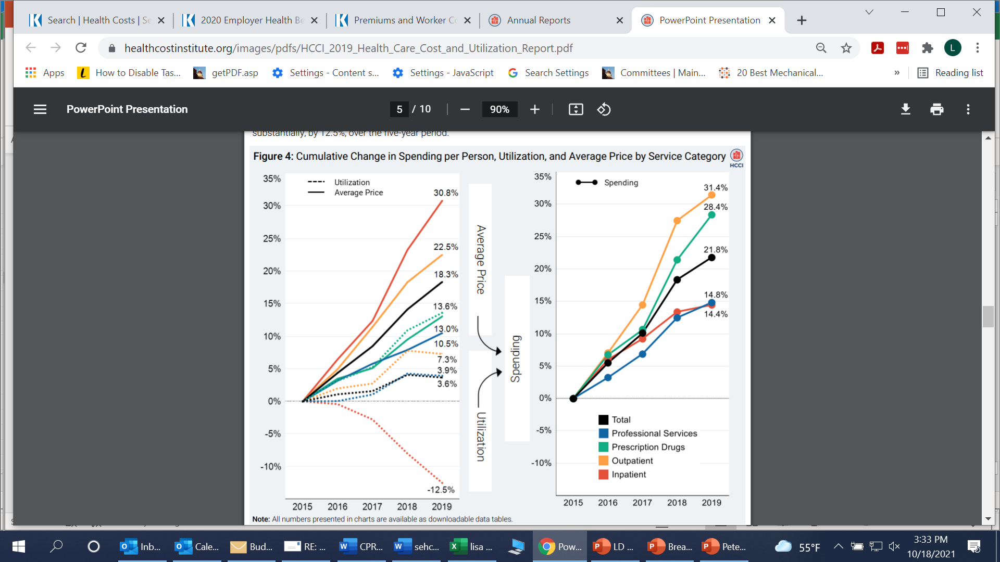 Search | Health Costs | Se
2020 Employer Health Be
Premiums and Worker Co
Annual Reports
PowerPoint Presentation
healthcostinstitute.org/images/pdfs/HCCI_2019_Health_Care_Cost_and_Utilization_Report.pdf
L
Apps
How to Disable Tas...
getPDF.asp
Settings - Content s...
Settings - JavaScript
Search Settings
Committees | Main...
20 Best Mechanical...
»
Reading list
PowerPoint Presentation
5 / 10
90%
substantially, by 12.5%, over the five-year period.
Figure 4: Cumulative Change in Spending per Person, Utilization, and Average Price by Service Category
HCCI
35%
30%
25%
20%
15%
10%
5%
0%
-5%
-10%
Utilization
Average Price
30.8%
22.5%
18.3%
13.6%
13.0%
10.5%
7.3%
3.9%
3.6%
-12.5%
2015 2016 2017 2018 2019
Average Price
Utilization
Spending
35%
30%
25%
20%
15%
10%
5%
0%
-5%
-10%
Spending
31.4%
28.4%
21.8%
14.8%
14.4%
Total
Professional Services
Prescription Drugs
Outpatient
Inpatient
2015 2016 2017 2018 2019
Note: All numbers presented in charts are available as downloadable data tables.
Inb...
Cale...
Bud...
RE: ...
CPR...
sehc...
lisa ...
Pow...
LD ...
Brea...
Pete...
55°F
3:33 PM
10/18/2021